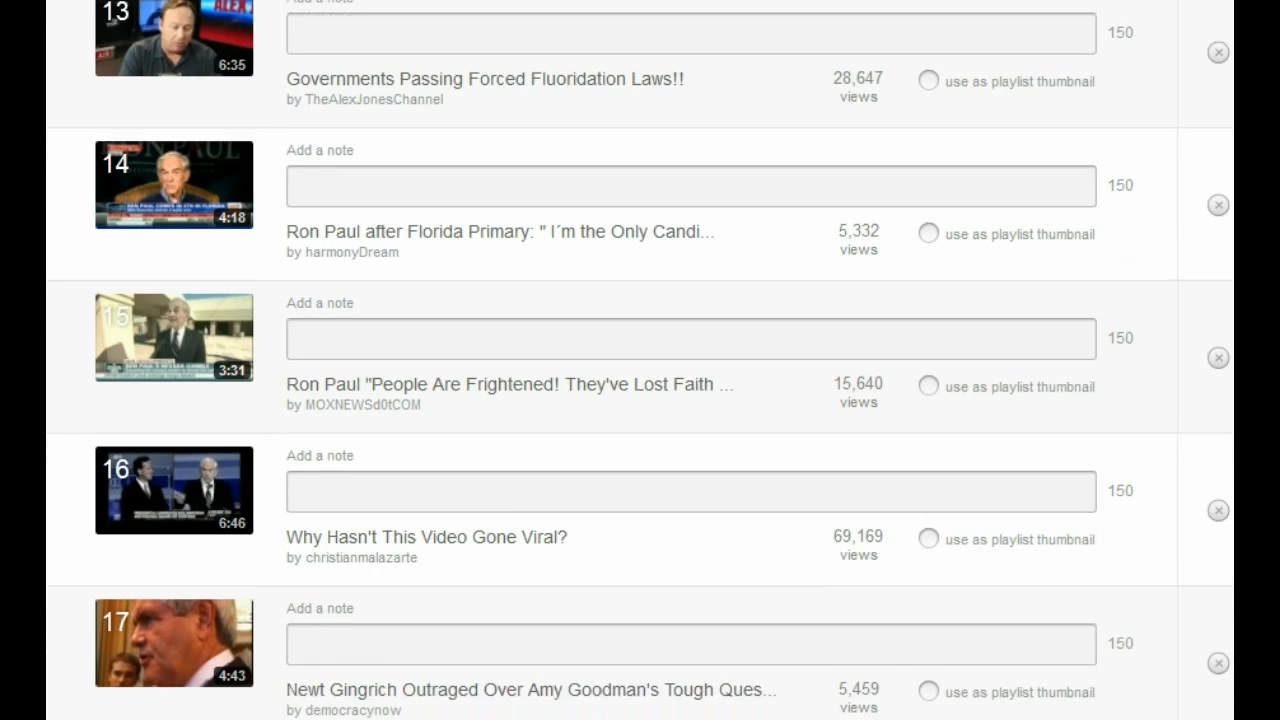 13
ALEX J
6:35
Add a note
150
Governments Passing Forced Fluoridation Laws!!
28,647
views
use as playlist thumbnail
by TheAlexJonesChannel
14
RON PAUL
4:18
Add a note
150
Ron Paul after Florida Primary: " I´m the Only Candi...
5,332
views
use as playlist thumbnail
by harmonyDream
15
3:31
Add a note
150
Ron Paul "People Are Frightened! They've Lost Faith ...
15,640
views
use as playlist thumbnail
by MOXNEWSd0tCOM
16
6:46
Add a note
150
Why Hasn't This Video Gone Viral?
69,169
views
use as playlist thumbnail
by christianmalazarte
17
4:43
Add a note
150
Newt Gingrich Outraged Over Amy Goodman's Tough Ques...
5,459
views
use as playlist thumbnail
by democracynow